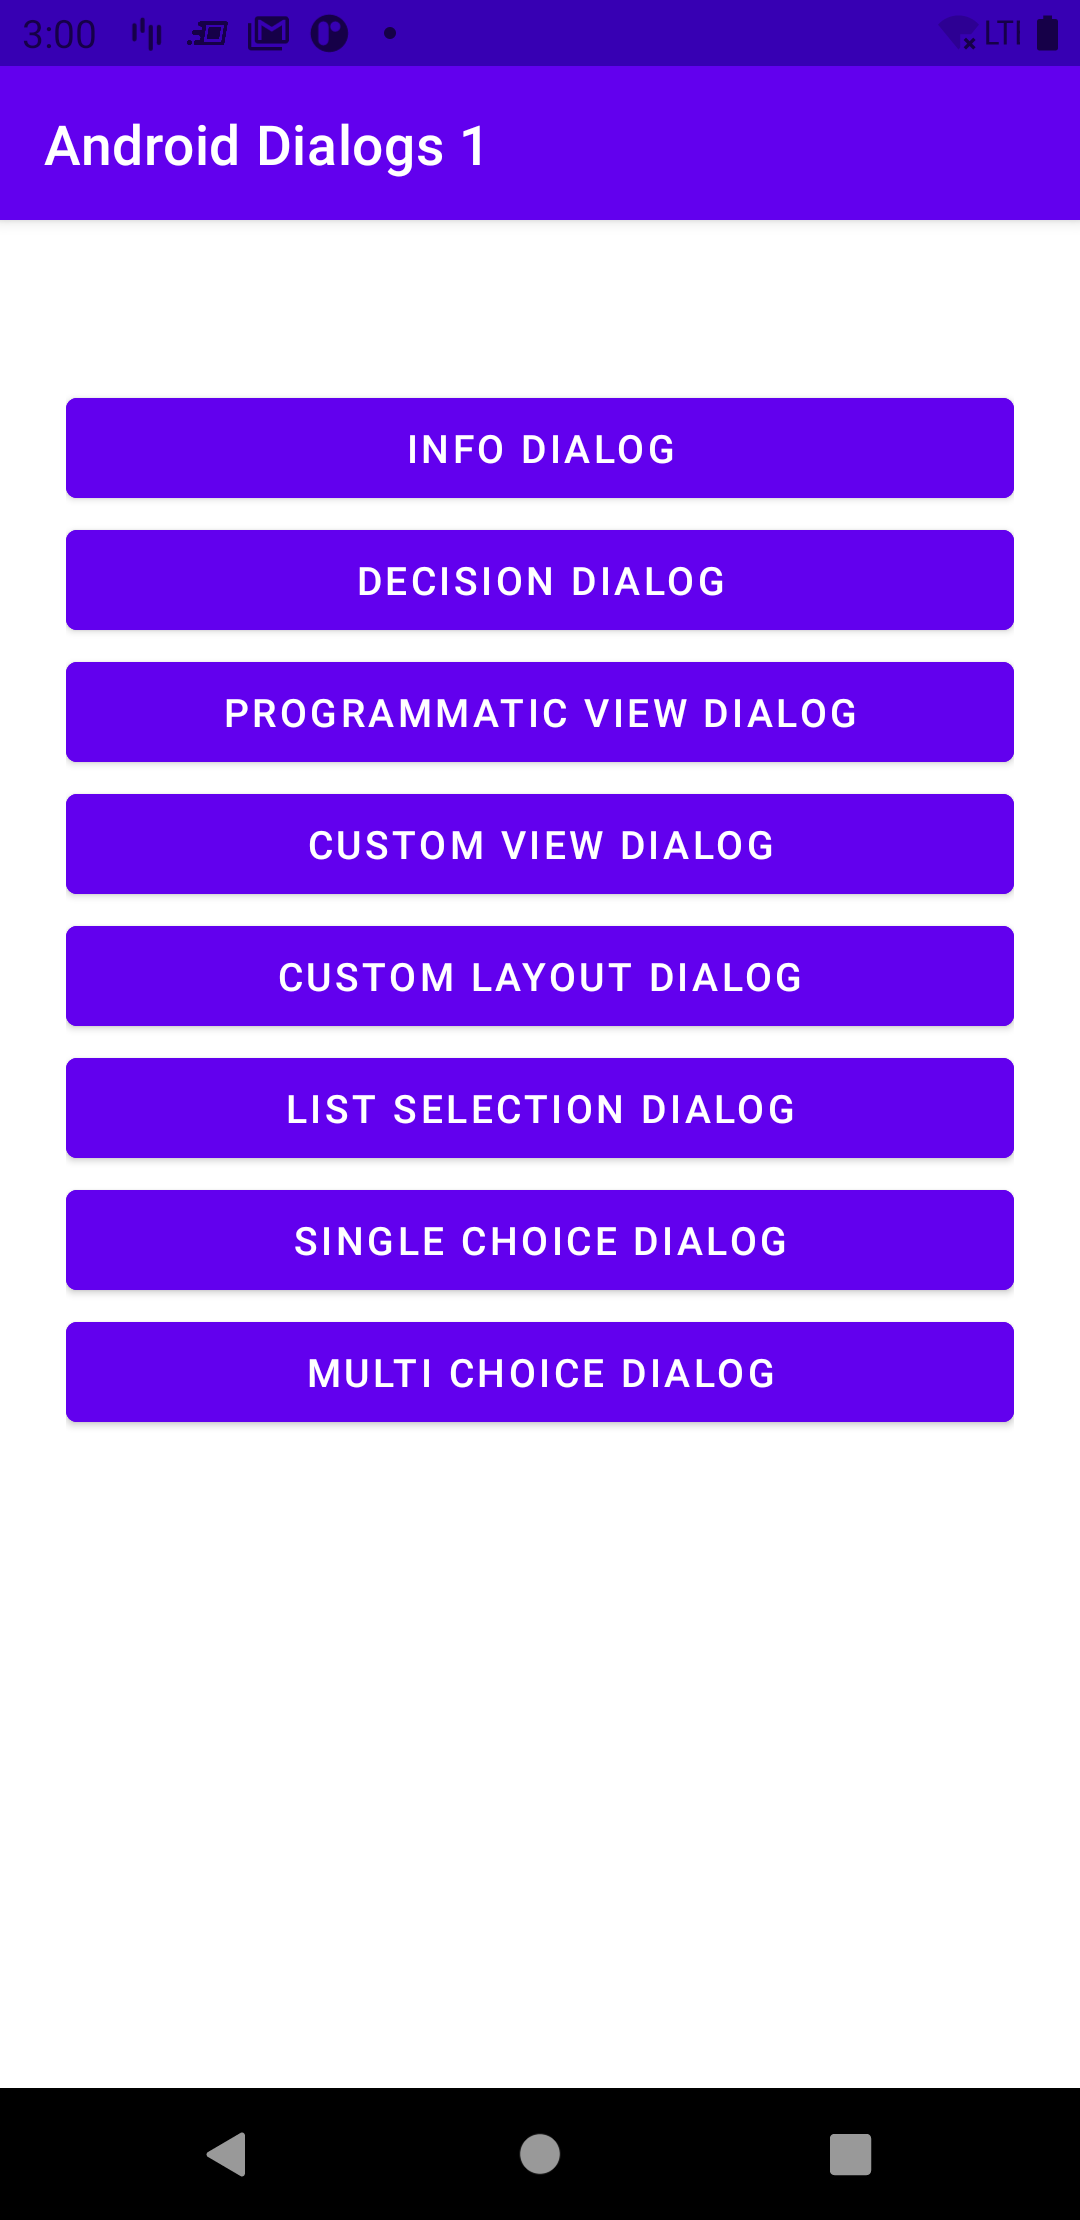 3:00
Android Dialogs 1
INFO DIALOG
DECISION DIALOG
PROGRAMMATIC VIEW DIALOG
CUSTOM VIEW DIALOG
CUSTOM LAYOUT DIALOG
LIST SELECTION DIALOG
SINGLE CHOICE DIALOG
MULTI CHOICE DIALOG